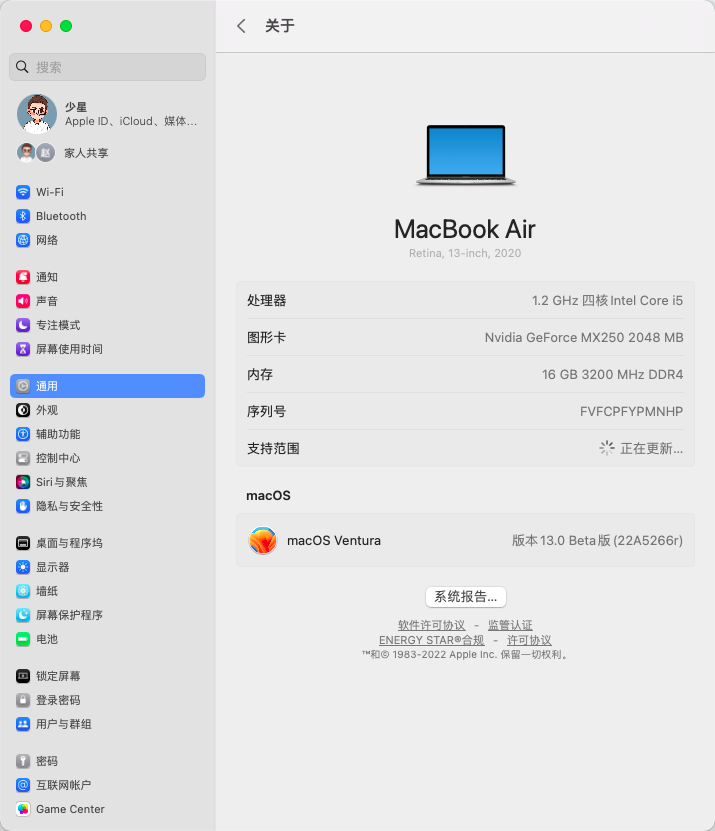 关于
搜索
少星
Apple ID、iCloud、媒体...
赵
家人共享
Wi-Fi
Bluetooth
网络
通知
声音
专注模式
屏幕使用时间
通用
外观
辅助功能
控制中心
Siri与聚焦
隐私与安全性
桌面与程序坞
显示器
墙纸
屏幕保护程序
电池
锁定屏幕
登录密码
用户与群组
密码
互联网帐户
Game Center
MacBook Air
Retina, 13-inch, 2020
处理器 1.2 GHz 四核Intel Core i5
图形卡 Nvidia GeForce MX250 2048 MB
内存 16 GB 3200 MHz DDR4
序列号 FVFCPFYPMNHP
支持范围 正在更新...
macOS
macOS Ventura 版本13.0 Beta版 (22A5266r)
系统报告...
软件许可协议 - 监管认证
ENERGY STAR®合规 - 许可协议
™和© 1983-2022 Apple Inc. 保留一切权利。